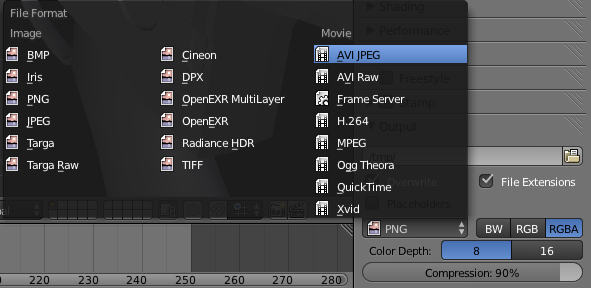 File Format
Image
Movie
BMP
Cineon
AVI JPEG
Iris
DPX
AVI Raw
PNG
OpenEXR MultiLayer
Frame Server
JPEG
OpenEXR
H.264
Targa
Radiance HDR
MPEG
Targa Raw
TIFF
Ogg Theora
QuickTime
Xvid
Shading
Performance
Freestyle
Stamp
Output
Overwrite
File Extensions
Placeholders
PNG
BW
RGB
RGBA
Color Depth:
8
16
Compression: 90%
220
230
240
250
260
270
280